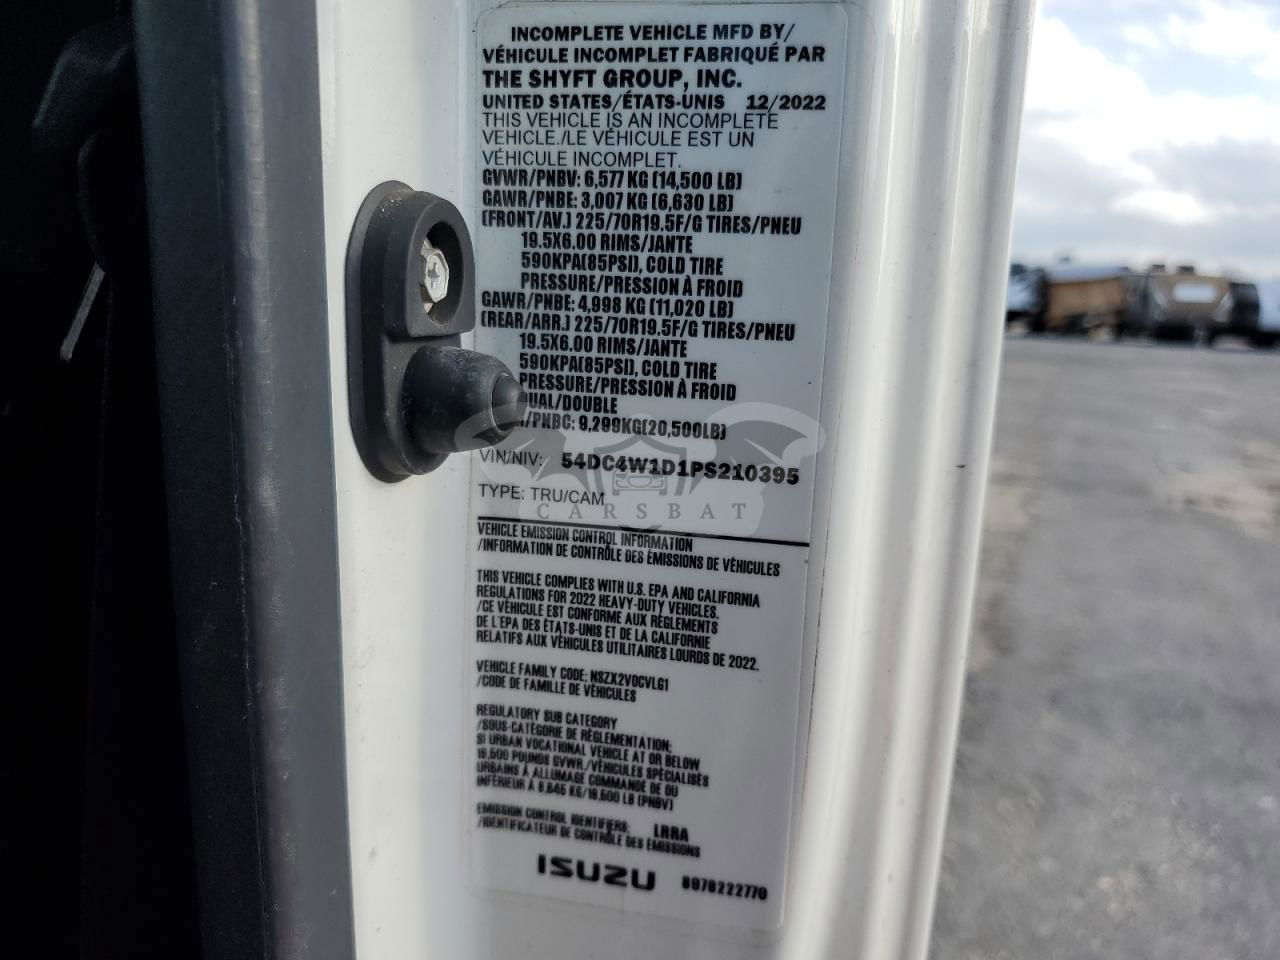 INCOMPLETE VEHICLE MFD BY/
VÉHICULE INCOMPLET FABRIQUÉ PAR
THE SHYFT GROUP, INC.
UNITED STATES/ÉTATS-UNIS 12/2022
THIS VEHICLE IS AN INCOMPLETE
VEHICLE./LE VÉHICULE EST UN
VÉHICULE INCOMPLET.
GVWR/PNBV: 6,577 KG (14,500 LB)
GAWR/PNBE: 3,007 KG (6,630 LB)
(FRONT/AV.) 225/70R19.5F/G TIRES/PNEU
19.5X6.00 RIMS/JANTE
590KPA(85PSI), COLD TIRE
PRESSURE/PRESSION À FROID
GAWR/PNBE: 4,998 KG (11,020 LB)
(REAR/ARR.) 225/70R19.5F/G TIRES/PNEU
19.5X6.00 RIMS/JANTE
590KPA(85PSI), COLD TIRE
PRESSURE/PRESSION À FROID
UAL/DOUBLE
/PNBC: 9,299KG(20,500LB)
VIN/NIV: 54DC4W1D1PS210395
TYPE: TRU/CAM
CARSBAT
VEHICLE EMISSION CONTROL INFORMATION
/INFORMATION DE CONTRÔLE DES ÉMISSIONS DE VÉHICULES
THIS VEHICLE COMPLIES WITH U.S. EPA AND CALIFORNIA
REGULATIONS FOR 2022 HEAVY-DUTY VEHICLES.
/CE VÉHICULE EST CONFORME AUX RÈGLEMENTS
DE L'EPA DES ÉTATS-UNIS ET DE LA CALIFORNIE
RELATIFS AUX VÉHICULES UTILITAIRES LOURDS DE 2022.
VEHICLE FAMILY CODE: NSZX2VOCVLG1
/CODE DE FAMILLE DE VÉHICULES
REGULATORY SUB CATEGORY
/SOUS-CATÉGORIE DE RÈGLEMENTATION:
SI URBAN VOCATIONAL VEHICLE AT OR BELOW
19,500 POUNDS GVWR./VÉHICULES SPÉCIALISÉS
URBAINS À ALLUMAGE COMMANDÉ DE OU
INFÉRIEUR À 8,845 KG/19,500 LB (PNBV)
EMISSION CONTROL IDENTIFIERS: LRRA
/IDENTIFICATEUR DE CONTRÔLE DES ÉMISSIONS
ISUZU 8978222770